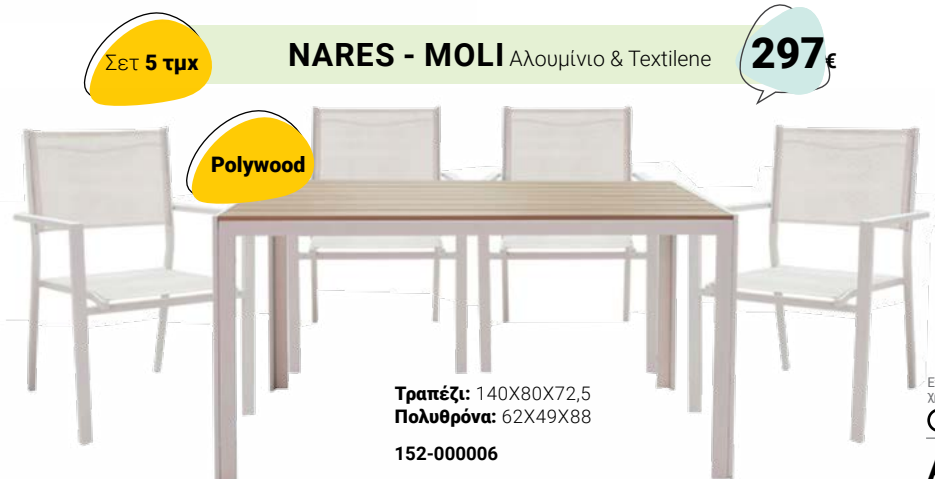 Σετ 5 τμχ
NARES - MOLI Αλουμίνιο & Textilene
297€
Polywood
Τραπέζι: 140X80X72,5
Πολυθρόνα: 62X49X88
152-000006